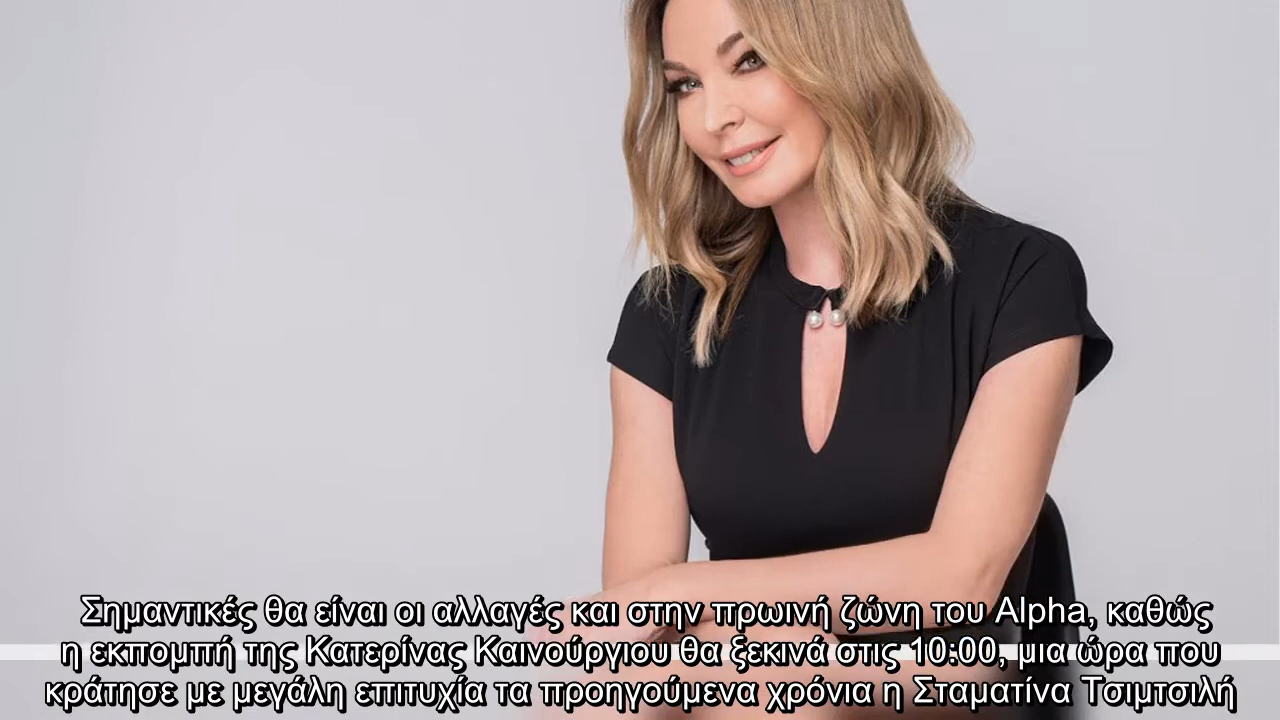 Σημαντικές θα είναι οι αλλαγές και στην πρωινή ζώνη του Alpha, καθώς
η εκπομπή της Κατερίνας Καινούργιου θα ξεκινά στις 10:00, μια ώρα που
κράτησε με μεγάλη επιτυχία τα προηγούμενα χρόνια η Σταματίνα Τσιμτσιλή